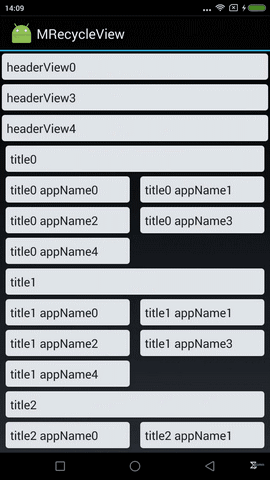 14:09
MRecycleView
headerView0
headerView3
headerView4
title0
title0 appName0 title0 appName1
title0 appName2 title0 appName3
title0 appName4
title1
title1 appName0 title1 appName1
title1 appName2 title1 appName3
title1 appName4
title2
title2 appName0 title2 appName1